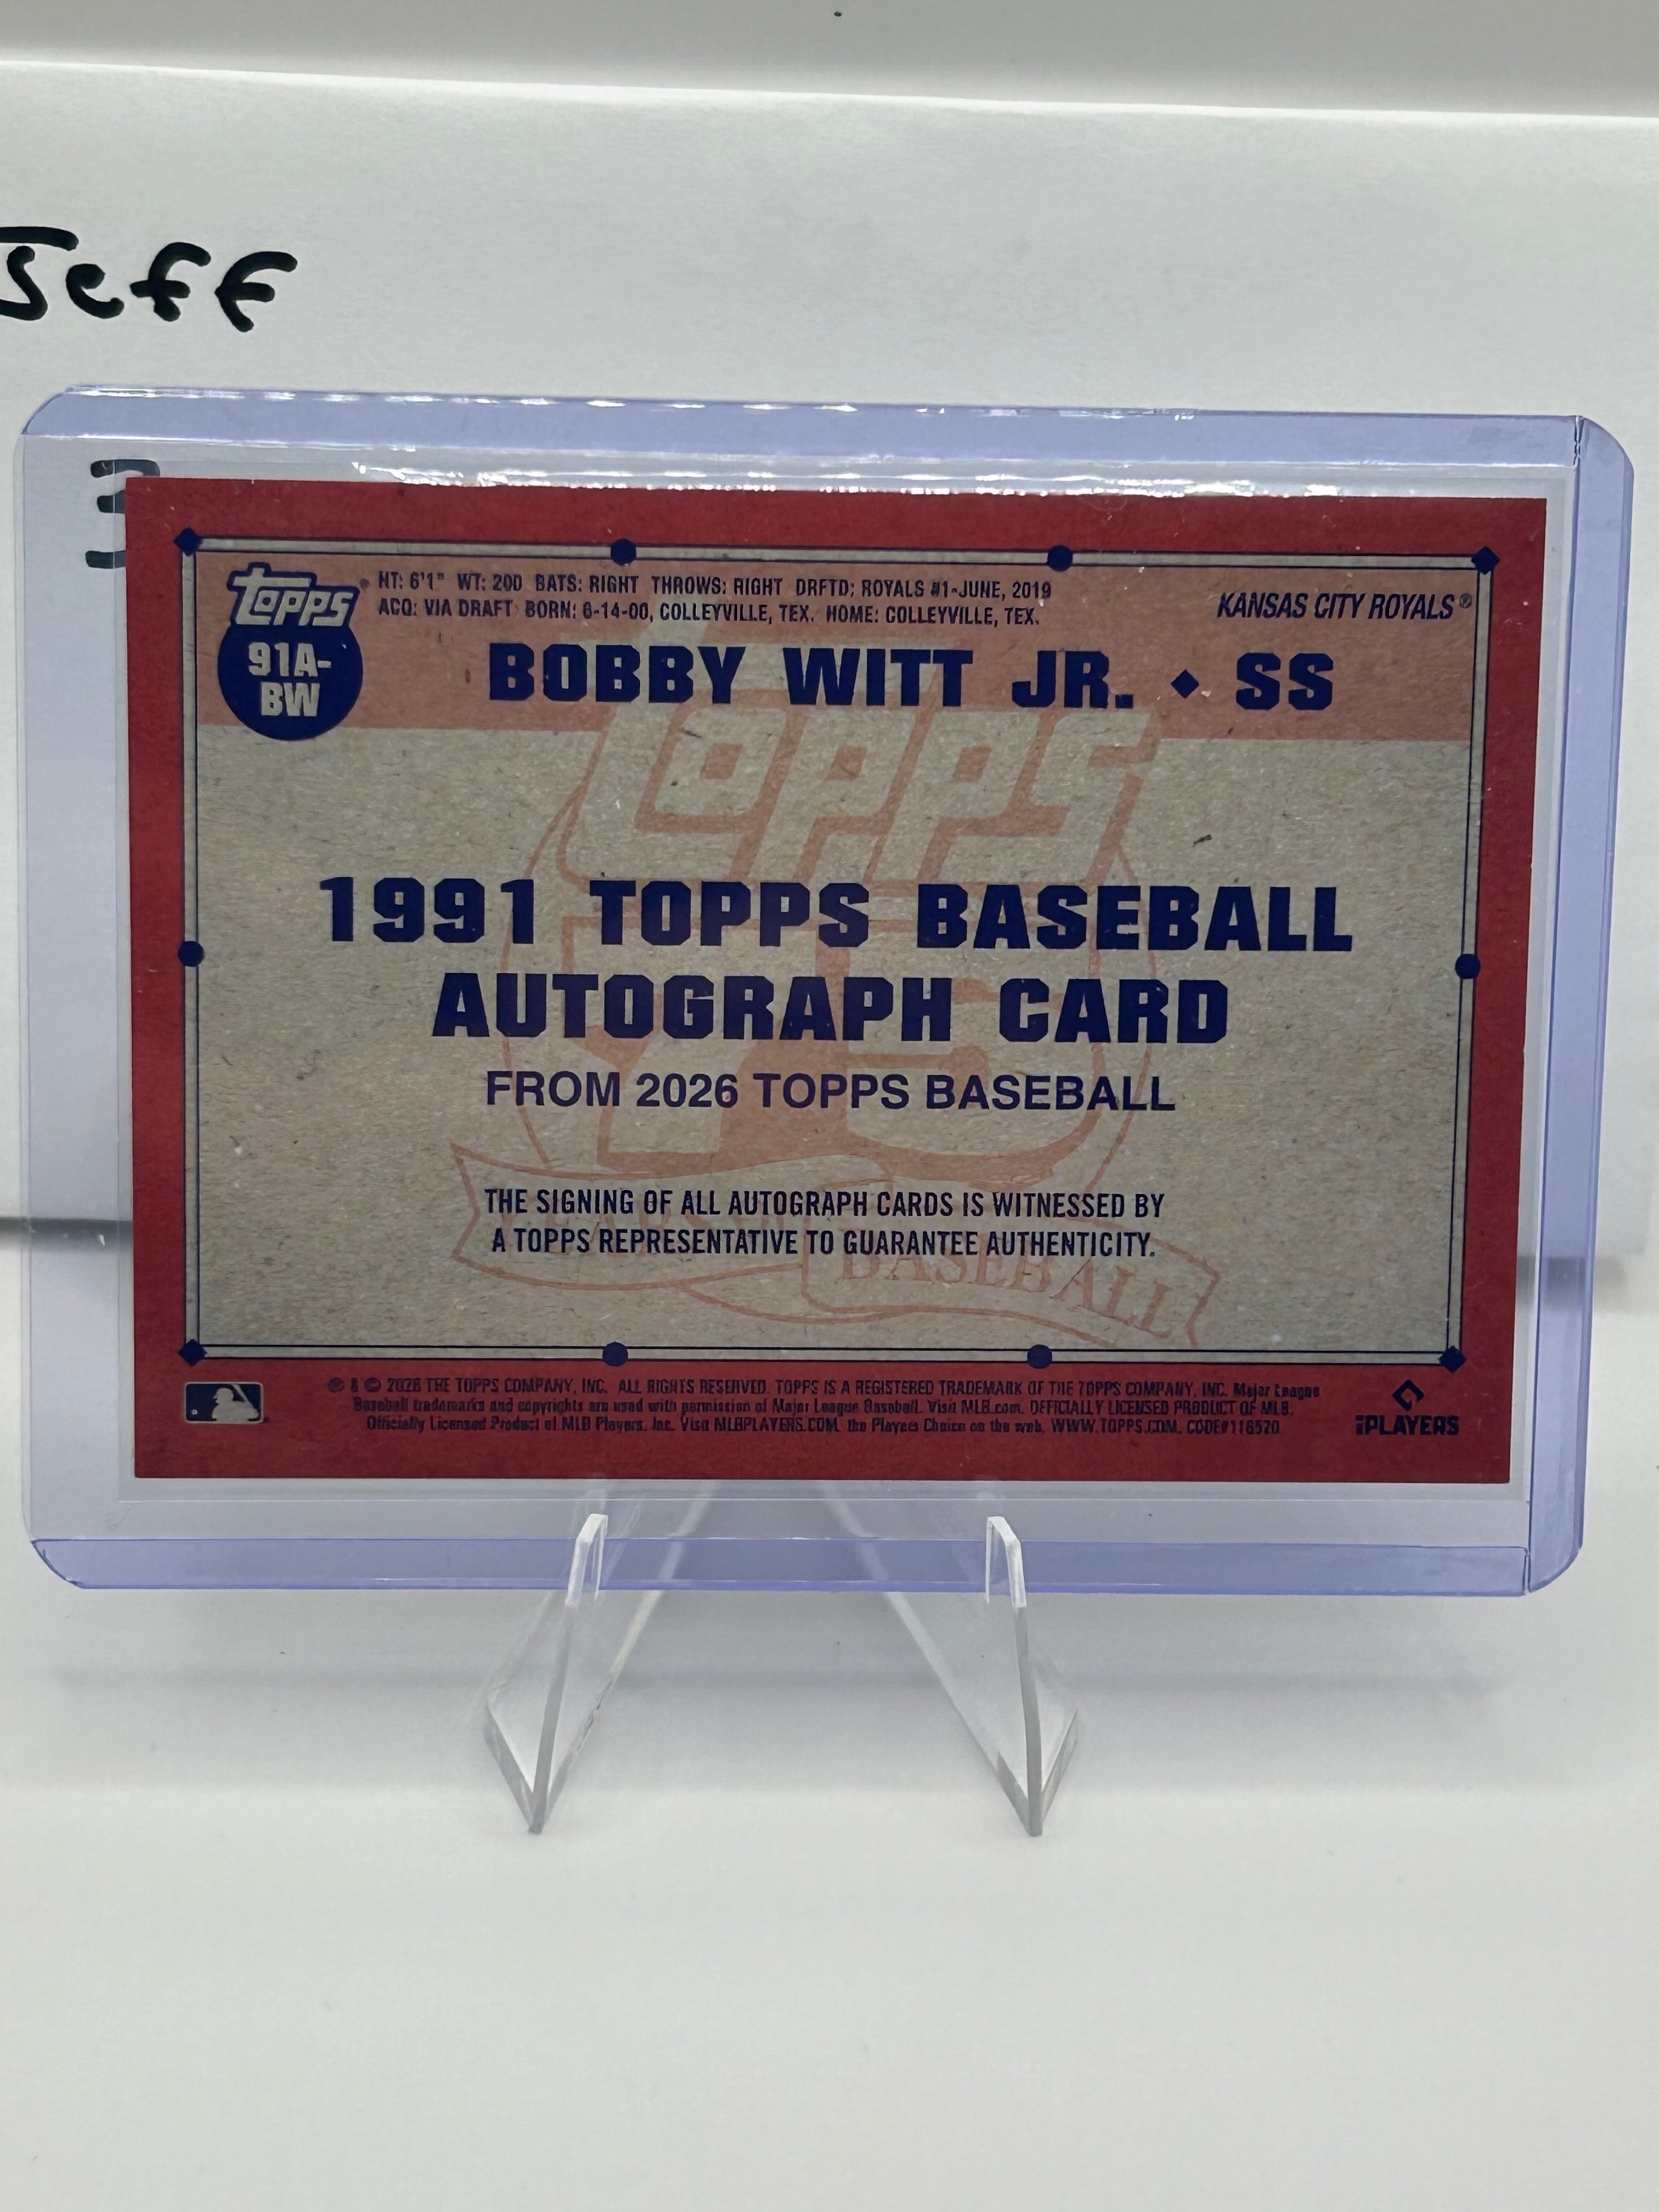 Jeff
Topps
91A-
BW
HT: 6'1" WT: 200 BATS: RIGHT THROWS: RIGHT DRFTD: ROYALS #1-JUNE, 2019
ACQ: VIA DRAFT BORN: 6-14-00, COLLEYVILLE, TEX. HOME: COLLEYVILLE, TEX.
KANSAS CITY ROYALS®
BOBBY WITT JR. ♦ SS
Topps
75
1991 TOPPS BASEBALL
AUTOGRAPH CARD
FROM 2026 TOPPS BASEBALL
THE SIGNING OF ALL AUTOGRAPH CARDS IS WITNESSED BY
A TOPPS REPRESENTATIVE TO GUARANTEE AUTHENTICITY.
YEARS OF BASEBALL
® & © 2026 THE TOPPS COMPANY, INC. ALL RIGHTS RESERVED. TOPPS IS A REGISTERED TRADEMARK OF THE TOPPS COMPANY, INC. Major League
Baseball trademarks and copyrights are used with permission of Major League Baseball. Visit MLB.com. OFFICIALLY LICENSED PRODUCT OF MLB.
Officially Licensed Product of MLB Players, Inc. Visit MLBPLAYERS.COM, the Players Choice on the web. WWW.TOPPS.COM. CODE#116520
PLAYERS